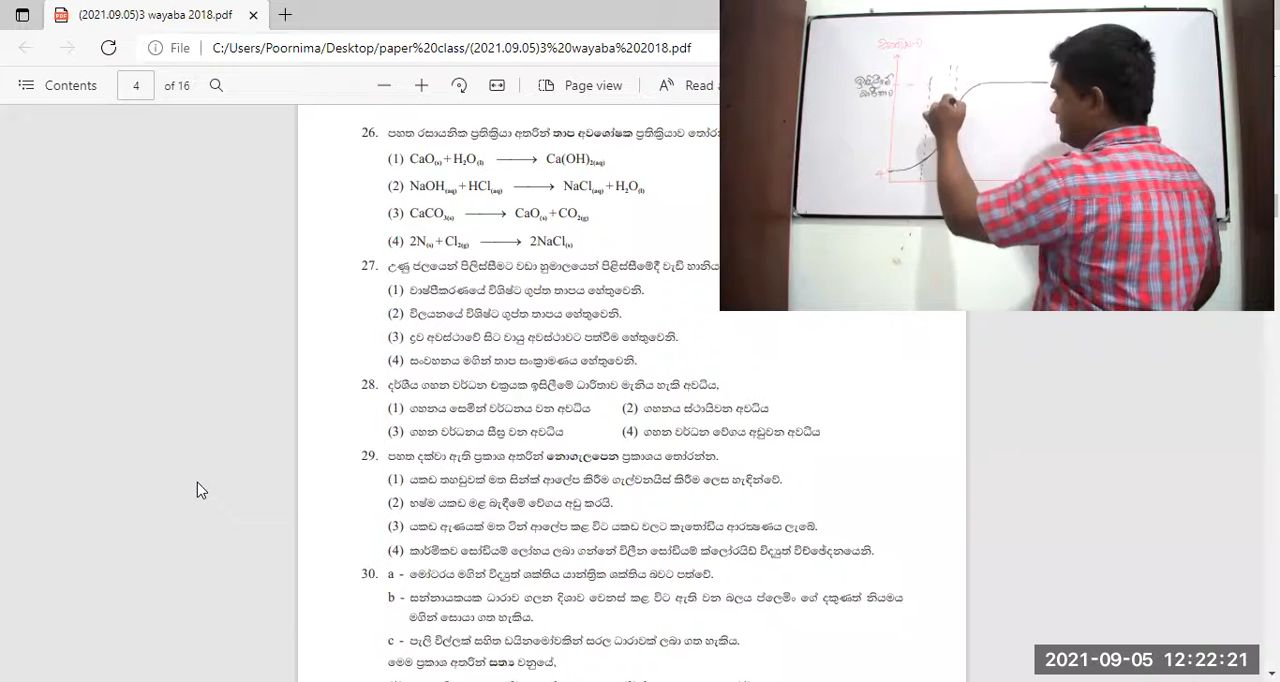 (2021.09.05)3 wayaba 2018.pdf
File
C:/Users/Poornima/Desktop/paper%20class/(2021.09.05)3%20wayaba%202018.pdf
4 of 16
Page view
Read
26. පහත රසායනික ප්‍රතික්‍රියා අතරින් තාප අවශෝෂක ප්‍රතික්‍රියාව
(1) CaO(s) + H2O(l) ⟶ Ca(OH)2(aq)
(2) NaOH(aq) + HCl(aq) ⟶ NaCl(aq) + H2O(l)
(3) CaCO3(s) ⟶ CaO(s) + CO2(g)
(4) 2N(s) + Cl2(g) ⟶ 2NaCl(s)
27. උණු ජලයෙන් පිලිස්සීමට වඩා හුමාලයෙන් පිළිස්සීමේදී වැඩි හානිය
(1) වාෂ්පීකරණයේ විශිෂ්ට ගුප්ත තාපය හේතුවෙනි.
(2) විලයනයේ විශිෂ්ට ගුප්ත තාපය හේතුවෙනි.
(3) ද්‍රව අවස්ථාවේ සිට වායු අවස්ථාවට පත්වීම හේතුවෙනි.
(4) සංවහනය මගින් තාප සංක්‍රාමණය හේතුවෙනි.
28. දර්ශීය ගහන වර්ධන චක්‍රයක ඉසිලීමේ ධාරිතාව මැනිය හැකි අවධිය,
(1) ගහනය සෙමින් වර්ධනය වන අවධිය (2) ගහනය ස්ථායිවන අවධිය
(3) ගහන වර්ධනය සීඝ්‍ර වන අවධිය (4) ගහන වර්ධන වේගය අඩුවන අවධිය
29. පහත දක්වා ඇති ප්‍රකාශ අතරින් නොගැලපෙන ප්‍රකාශය තෝරන්න.
(1) යකඩ තහඩුවක් මත සින්ක් ආලේප කිරීම ගැල්වනයිස් කිරීම ලෙස හැඳින්වේ.
(2) භෂ්ම යකඩ මළ බැඳීමේ වේගය අඩු කරයි.
(3) යකඩ ඇණයක් මත ටින් ආලේප කළ විට යකඩ වලට කැතෝඩීය ආරක්‍ෂණය ලැබේ.
(4) කාර්මිකව සෝඩියම් ලෝහය ලබා ගන්නේ විලීන සෝඩියම් ක්ලෝරයිඩ් විද්‍යුත් විච්ඡේදනයෙනි.
30. a - මෝටරය මගින් විද්‍යුත් ශක්තිය යාන්ත්‍රික ශක්තිය බවට පත්වේ.
b - සන්නායකයක ධාරාව ගලන දිශාව වෙනස් කළ විට ඇති වන බලය ප්ලෙමිං ගේ දකුණත් නියමය
මගින් සොයා ගත හැකිය.
c - පැලි වළල්ලක් සහිත ඩයිනමෝවකින් සරල ධාරාවක් ලබා ගත හැකිය.
මෙම ප්‍රකාශ අතරින් සත්‍ය වනුයේ,
2021-09-05 12:22:21